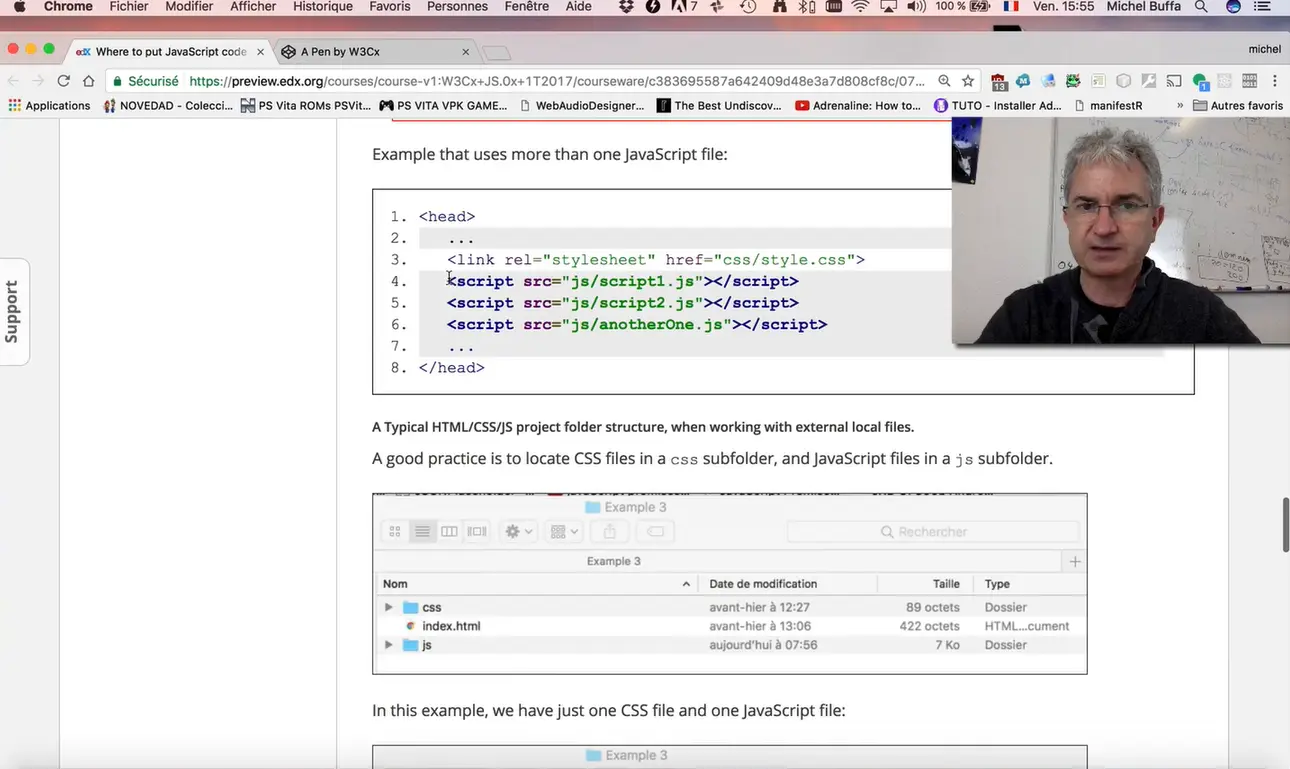 Chrome Fichier Modifier Afficher Historique Favoris Personnes Fenêtre Aide 7 100 % Ven. 15:55 Michel Buffa
edX Where to put JavaScript code × A Pen by W3Cx × michel
Sécurisé https://preview.edx.org/courses/course-v1:W3Cx+JS.0x+1T2017/courseware/c383695587a642409d48e3a7d808cf8c/07... 13 1
Applications NOVEDAD - Colecci... PS Vita ROMs PSVit... PS VITA VPK GAME... WebAudioDesigner... The Best Undiscov... Adrenaline: How to... TUTO - Installer Ad... manifestR » Autres favoris
Example that uses more than one JavaScript file:
1. <head>
2. ...
3. <link rel="stylesheet" href="css/style.css">
4. <script src="js/script1.js"></script>
5. <script src="js/script2.js"></script>
6. <script src="js/anotherOne.js"></script>
7. ...
8. </head>
Support
A Typical HTML/CSS/JS project folder structure, when working with external local files.
A good practice is to locate CSS files in a css subfolder, and JavaScript files in a js subfolder.
Example 3
Rechercher
Example 3 +
Nom Date de modification Taille Type
css avant-hier à 12:27 89 octets Dossier
index.html avant-hier à 13:06 422 octets HTML...cument
js aujourd'hui à 07:56 7 Ko Dossier
In this example, we have just one CSS file and one JavaScript file:
Example 3